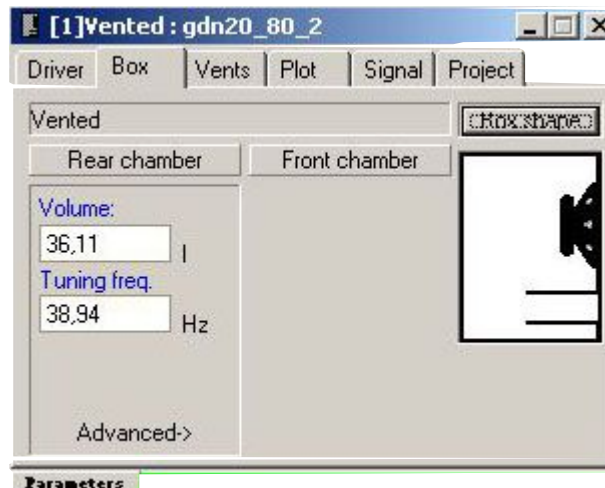 [1]Vented : gdn20_80_2
Driver Box Vents Plot Signal Project
Vented Box shape
Rear chamber Front chamber
Volume:
36,11 l
Tuning freq.
38,94 Hz
Advanced->
Parameters